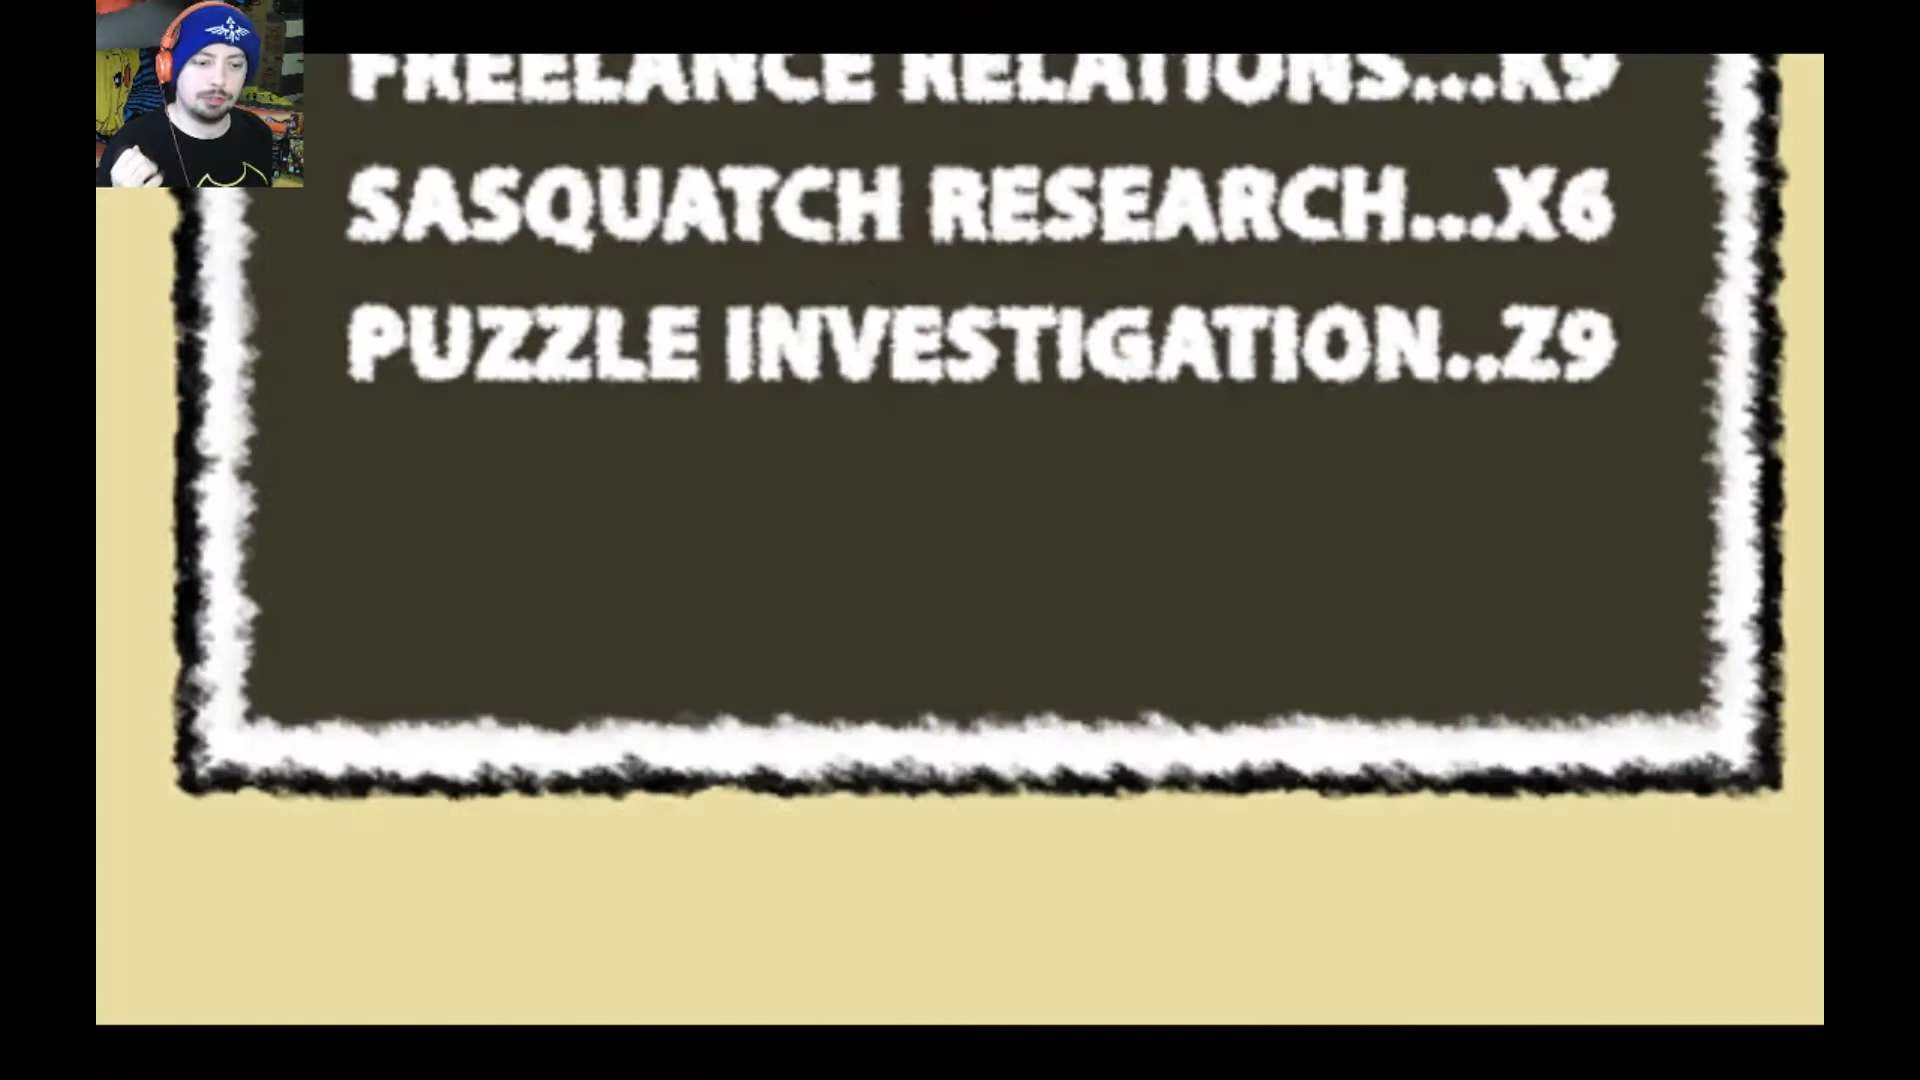 FREELANCE RELATIONS...K9
SASQUATCH RESEARCH...X6
PUZZLE INVESTIGATION..Z9